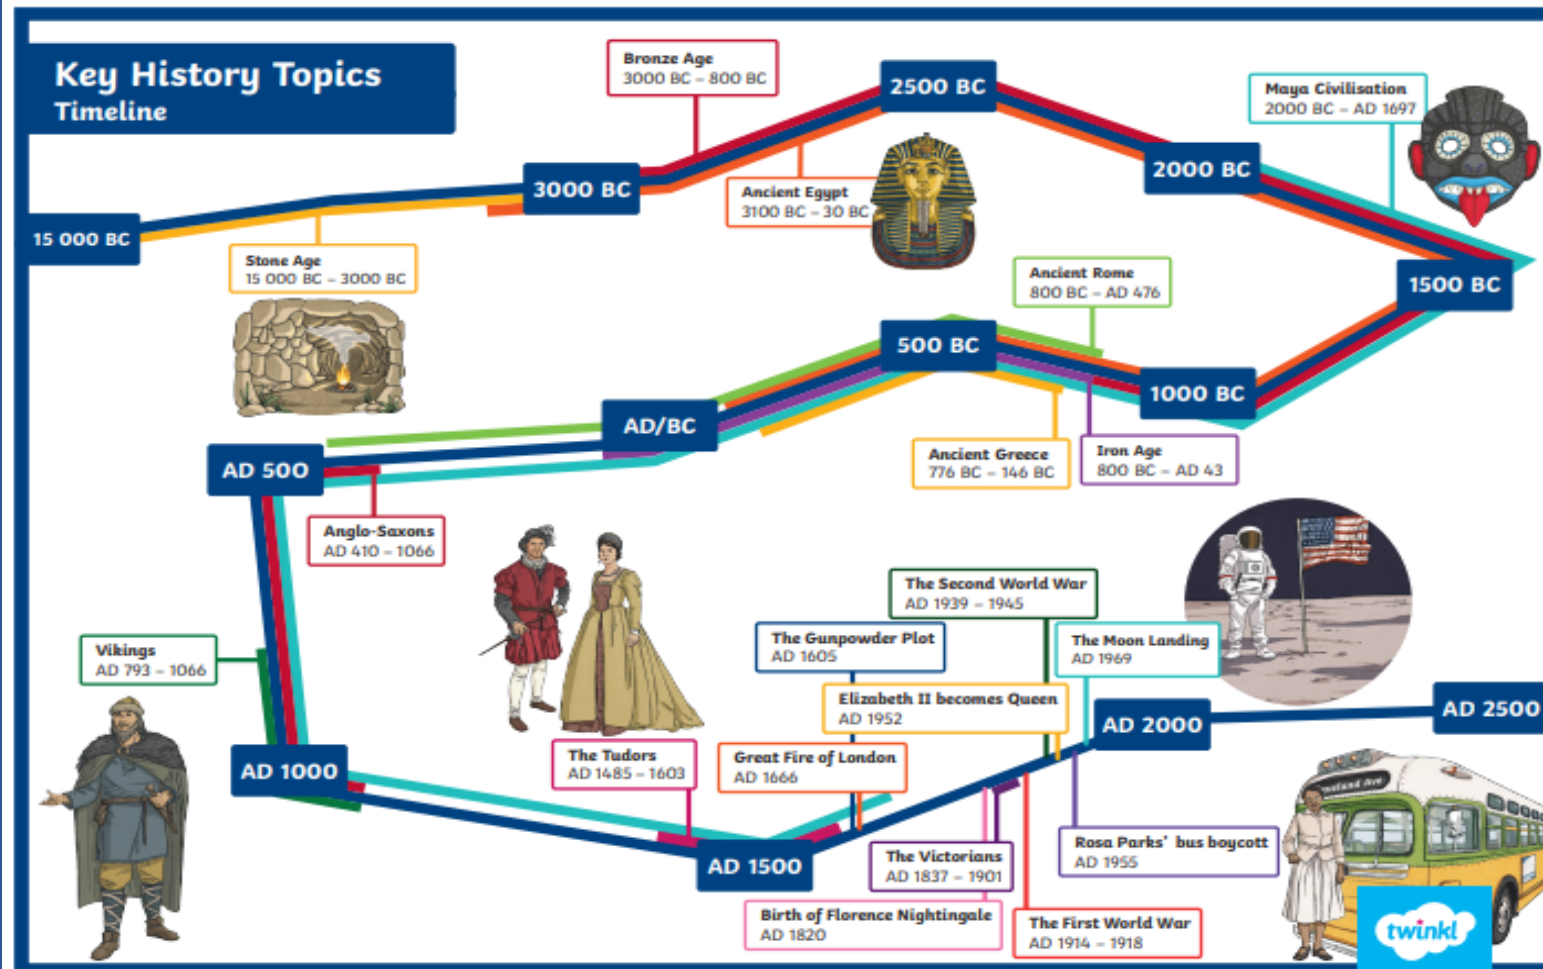 Key History Topics
Timeline
Bronze Age
3000 BC – 800 BC
2500 BC
Maya Civilisation
2000 BC – AD 1697
3000 BC
2000 BC
Ancient Egypt
3100 BC – 30 BC
15 000 BC
Stone Age
15 000 BC – 3000 BC
Ancient Rome
800 BC – AD 476
1500 BC
500 BC
1000 BC
AD/BC
Ancient Greece
776 BC – 146 BC
Iron Age
800 BC – AD 43
AD 500
Anglo-Saxons
AD 410 – 1066
The Second World War
AD 1939 – 1945
Vikings
AD 793 – 1066
The Gunpowder Plot
AD 1605
The Moon Landing
AD 1969
Elizabeth II becomes Queen
AD 1952
AD 2000
AD 2500
AD 1000
The Tudors
AD 1485 – 1603
Great Fire of London
AD 1666
AD 1500
The Victorians
AD 1837 – 1901
Rosa Parks' bus boycott
AD 1955
Birth of Florence Nightingale
AD 1820
The First World War
AD 1914 – 1918
Ave
twinkl